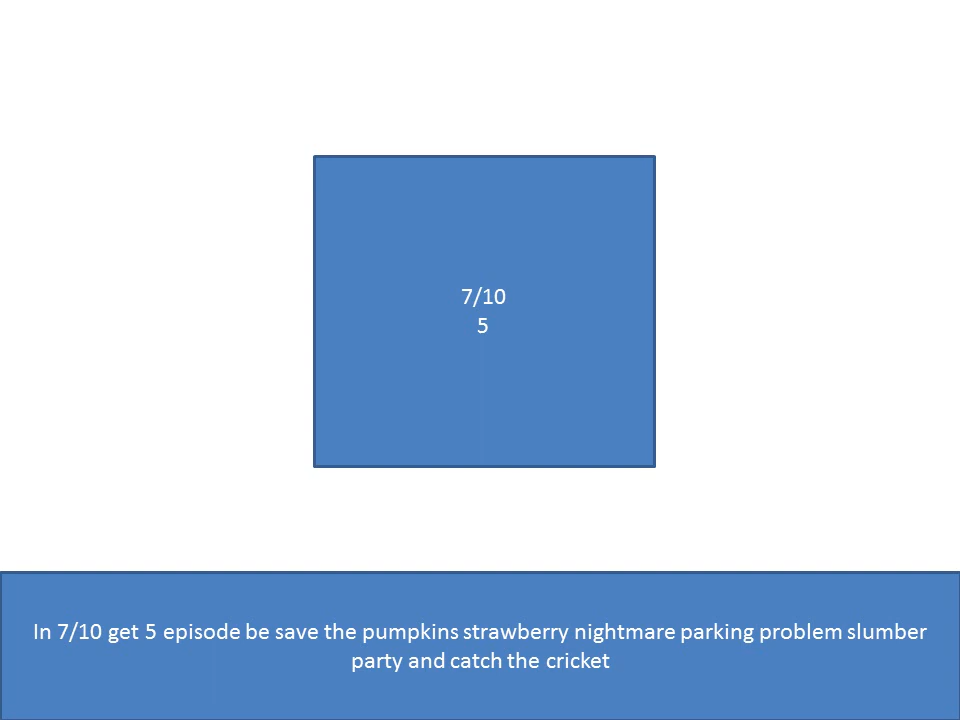 7/10
5
In 7/10 get 5 episode be save the pumpkins strawberry nightmare parking problem slumber
party and catch the cricket